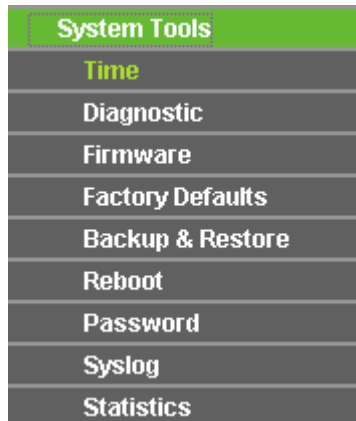 System Tools
Time
Diagnostic
Firmware
Factory Defaults
Backup & Restore
Reboot
Password
Syslog
Statistics